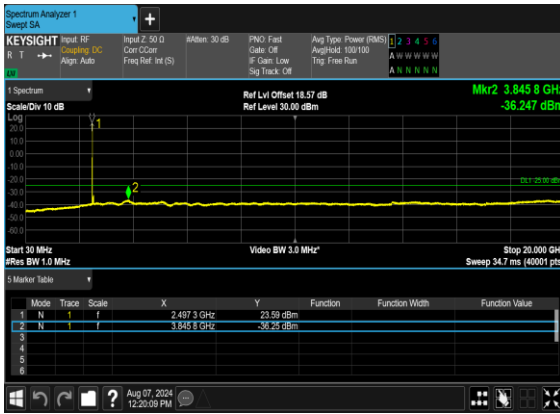 Spectrum Analyzer 1
Swept SA
+
KEYSIGHT
R T
Input: RF
Coupling: DC
Align: Auto
Input Z: 50 Ω
Corr CCorr
Freq Ref: Int (S)
#Atten: 30 dB
PNO: Fast
Gate: Off
IF Gain: Low
Sig Track: Off
Avg Type: Power (RMS)
Avg|Hold: 100/100
Trig: Free Run
1 2 3 4 5 6
A W W W W W
A N N N N N
1 Spectrum
Scale/Div 10 dB
Ref Lvl Offset 18.57 dB
Ref Level 30.00 dBm
Mkr2 3.845 8 GHz
-36.247 dBm
Log
20.0
10.0
0.00
-10.0
-20.0
-30.0
-40.0
-50.0
-60.0
1
2
DL1 -25.00 dBm
Start 30 MHz
#Res BW 1.0 MHz
Video BW 3.0 MHz*
Stop 20.000 GH
Sweep 34.7 ms (40001 pts
5 Marker Table
Mode Trace Scale X Y Function Function Width Function Value
1 N 1 f 2.497 3 GHz 23.59 dBm
2 N 1 f 3.845 8 GHz -36.25 dBm
3
4
5
6
?
Aug 07, 2024
12:20:09 PM